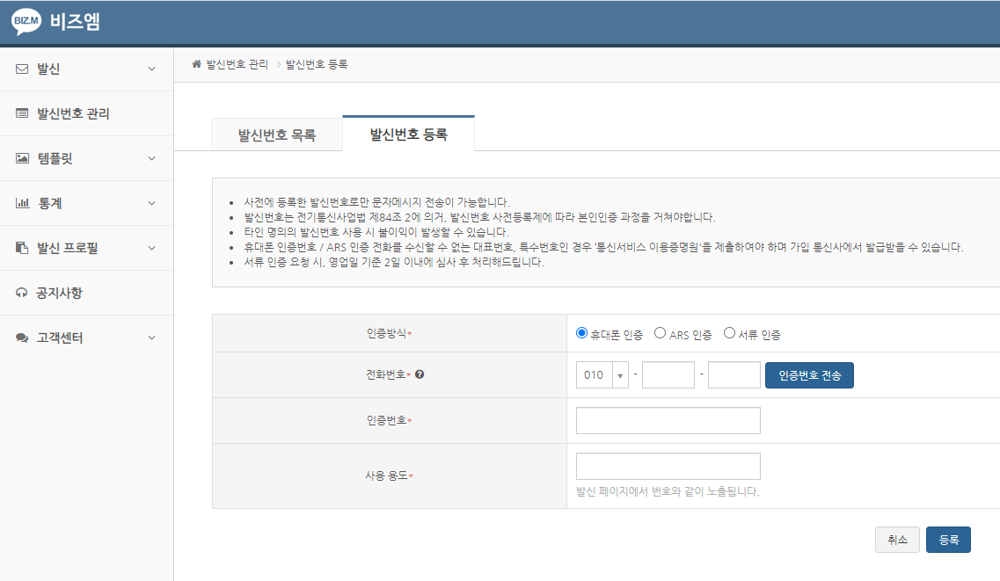 BIZ.M 비즈엠
발신
발신번호 관리
템플릿
통계
발신 프로필
공지사항
고객센터
발신번호 관리 > 발신번호 등록
발신번호 목록 발신번호 등록
사전에 등록한 발신번호로만 문자메시지 전송이 가능합니다.
발신번호는 전기통신사업법 제84조 2에 의거, 발신번호 사전등록제에 따라 본인인증 과정을 거쳐야합니다.
타인 명의의 발신번호 사용 시 불이익이 발생할 수 있습니다.
휴대폰 인증번호 / ARS 인증 전화를 수신할 수 없는 대표번호, 특수번호인 경우 '통신서비스 이용증명원'을 제출하여야 하며 가입 통신사에서 발급받을 수 있습니다.
서류 인증 요청 시, 영업일 기준 2일 이내에 심사 후 처리해드립니다.
인증방식* 휴대폰 인증 ARS 인증 서류 인증
전화번호* 010 - - 인증번호 전송
인증번호*
사용 용도*
발신 페이지에서 번호와 같이 노출됩니다.
취소 등록